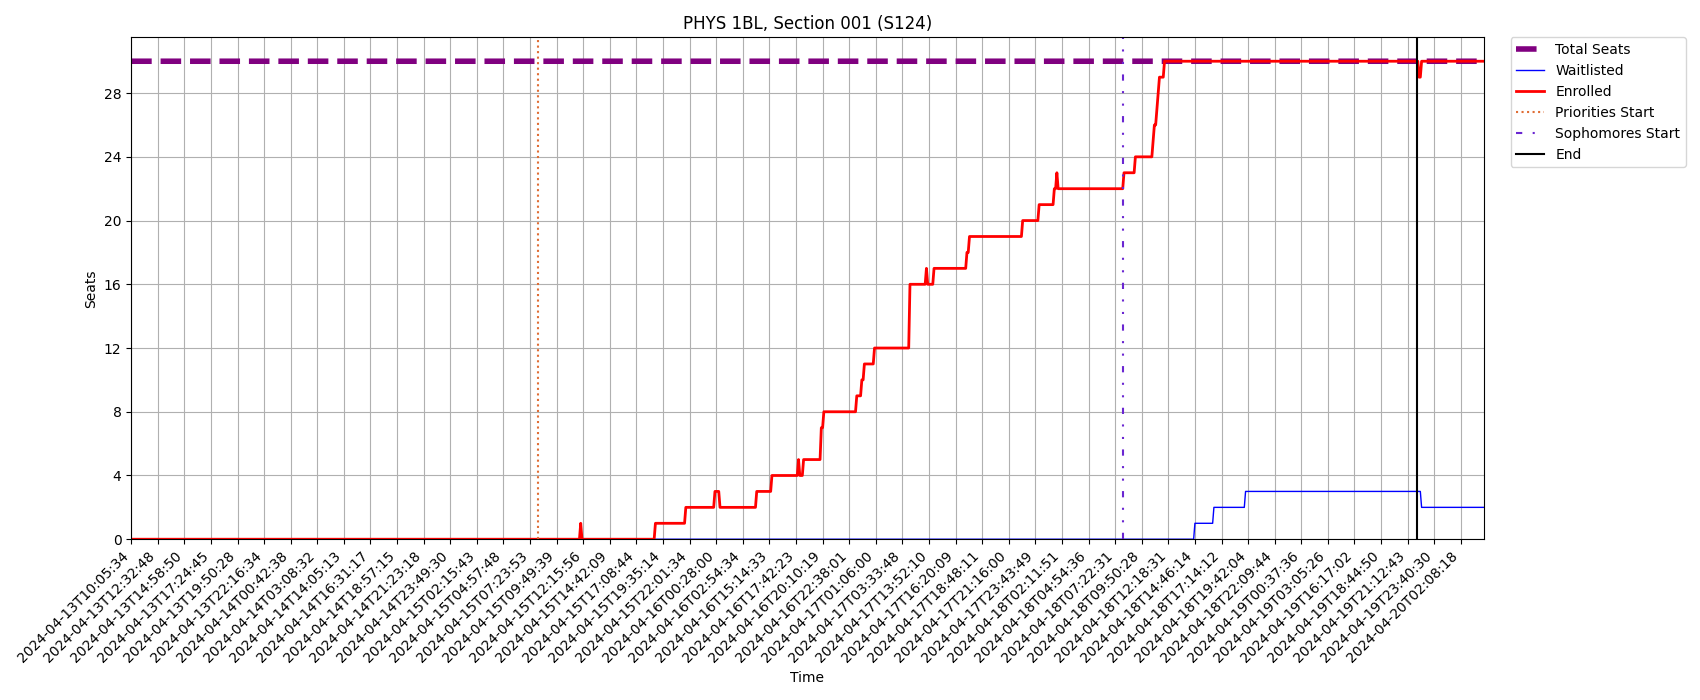 PHYS 1BL, Section 001 (S124)
Total Seats
Waitlisted
Enrolled
Priorities Start
Sophomores Start
End
Seats
28
24
20
16
12
8
4
0
2024-04-13T10:05:34
2024-04-13T12:32:48
2024-04-13T14:58:50
2024-04-13T17:24:45
2024-04-13T19:50:28
2024-04-13T22:16:34
2024-04-14T00:42:38
2024-04-14T03:08:32
2024-04-14T14:05:13
2024-04-14T16:31:17
2024-04-14T18:57:15
2024-04-14T21:23:18
2024-04-14T23:49:30
2024-04-15T02:15:43
2024-04-15T04:57:48
2024-04-15T07:23:53
2024-04-15T09:49:39
2024-04-15T12:15:56
2024-04-15T14:42:09
2024-04-15T17:08:44
2024-04-15T19:35:14
2024-04-15T22:01:34
2024-04-16T00:28:00
2024-04-16T02:54:34
2024-04-16T15:14:33
2024-04-16T17:42:23
2024-04-16T20:10:19
2024-04-16T22:38:01
2024-04-17T01:06:00
2024-04-17T03:33:48
2024-04-17T13:52:10
2024-04-17T16:20:09
2024-04-17T18:48:11
2024-04-17T21:16:00
2024-04-17T23:43:49
2024-04-18T02:11:51
2024-04-18T04:54:36
2024-04-18T07:22:31
2024-04-18T09:50:28
2024-04-18T12:18:31
2024-04-18T14:46:14
2024-04-18T17:14:12
2024-04-18T19:42:04
2024-04-18T22:09:44
2024-04-19T00:37:36
2024-04-19T03:05:26
2024-04-19T16:17:02
2024-04-19T18:44:50
2024-04-19T21:12:43
2024-04-19T23:40:30
2024-04-20T02:08:18
Time